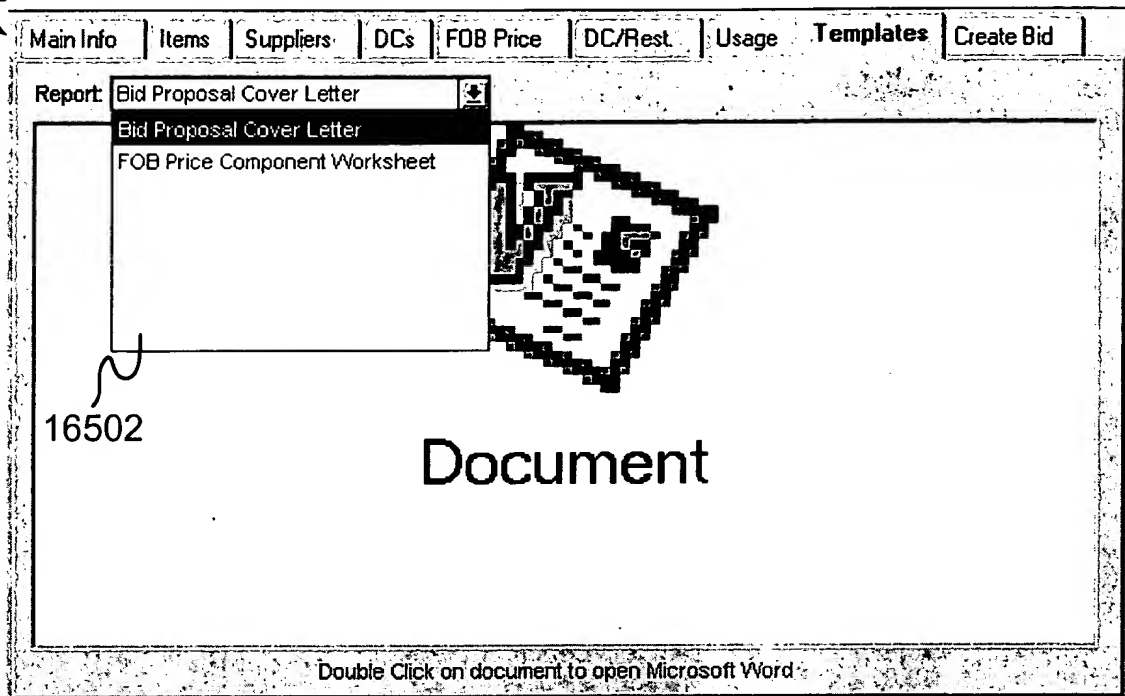 Main Info Items Suppliers DCs FOB Price DC/Rest. Usage Templates Create Bid
Report: Bid Proposal Cover Letter
Bid Proposal Cover Letter
FOB Price Component Worksheet
16502
Document
Double Click on document to open Microsoft Word